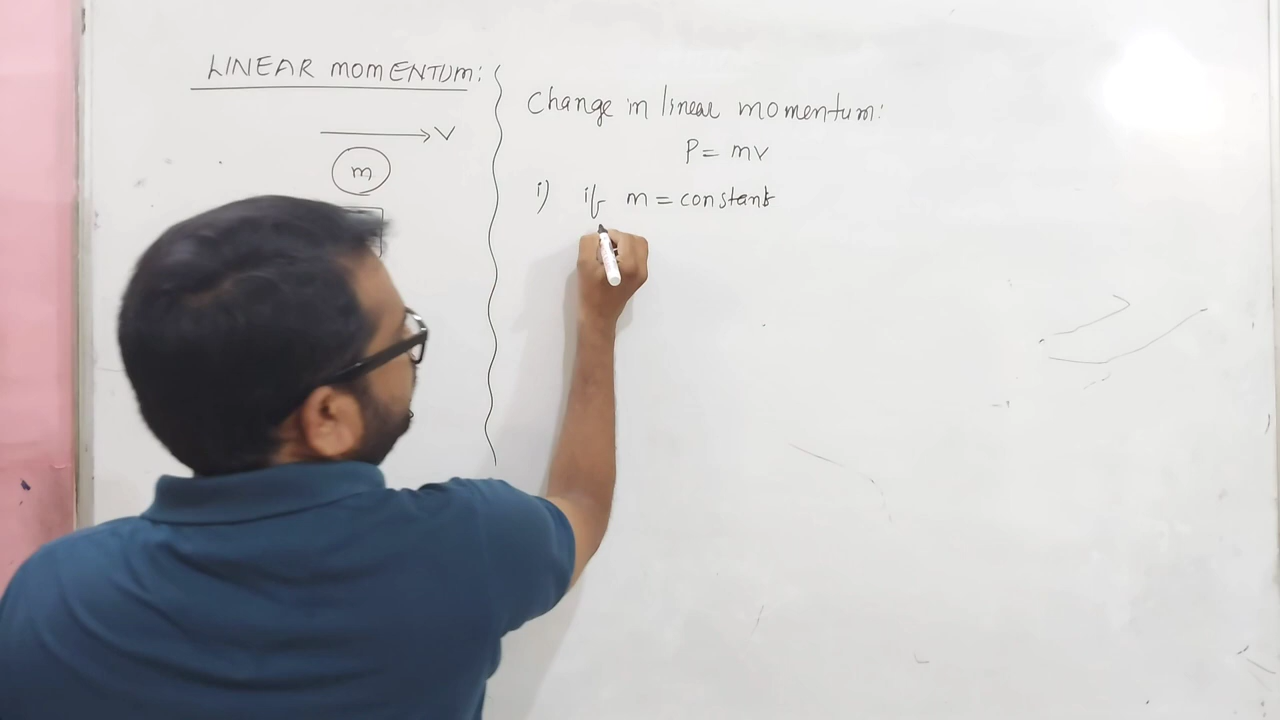 LINEAR MOMENTUM:
V
m
Change in linear momentum:
P = mv
i) if m = constant